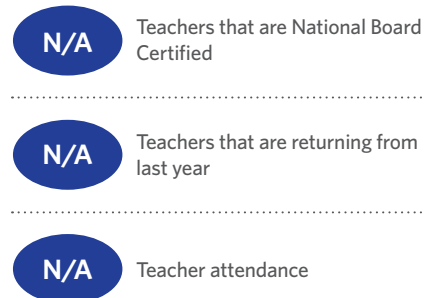 N/A
Teachers that are National Board
Certified
N/A
Teachers that are returning from
last year
N/A
Teacher attendance